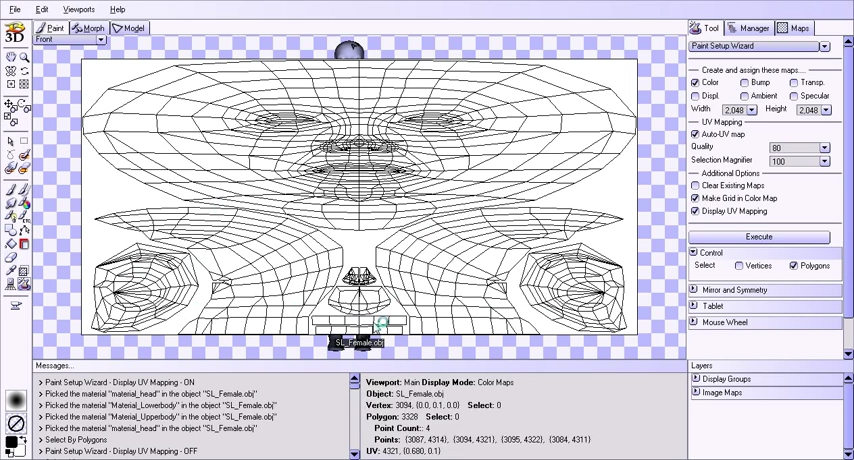 File Edit Viewports Help
3D
Paint Morph Model
Tool Manager Maps
Front
Paint Setup Wizard
Create and assign these maps....
Color Bump Transp.
Displ. Ambient Specular
Width 2,048 Height 2,048
UV Mapping
Auto-UV map
Quality 80
Selection Magnifier 100
Additional Options
Clear Existing Maps
Make Grid in Color Map
Display UV Mapping
Execute
Control
Select Vertices Polygons
Mirror and Symmetry
Tablet
Mouse Wheel
SL_Female.obj
Messages...
> Paint Setup Wizard - Display UV Mapping - ON
> Picked the material "material_head" in the object "SL_Female.obj"
> Picked the material "Material_Lowerbody" in the object "SL_Female.obj"
> Picked the material "Material_Upperbody" in the object "SL_Female.obj"
> Picked the material "material_head" in the object "SL_Female.obj"
> Select By Polygons
> Paint Setup Wizard - Display UV Mapping - OFF
Viewport: Main Display Mode: Color Maps
Object: SL_Female.obj
Vertex: 3094, {0.0, 0.1, 0.0} Select: 0
Polygon: 3328 Select: 0
Point Count:: 4
Points: {3087, 4314} {3094, 4321} {3095, 4322} {3084, 4311}
UV: 4321, {0.680, 0.1}
Layers
Display Groups
Image Maps